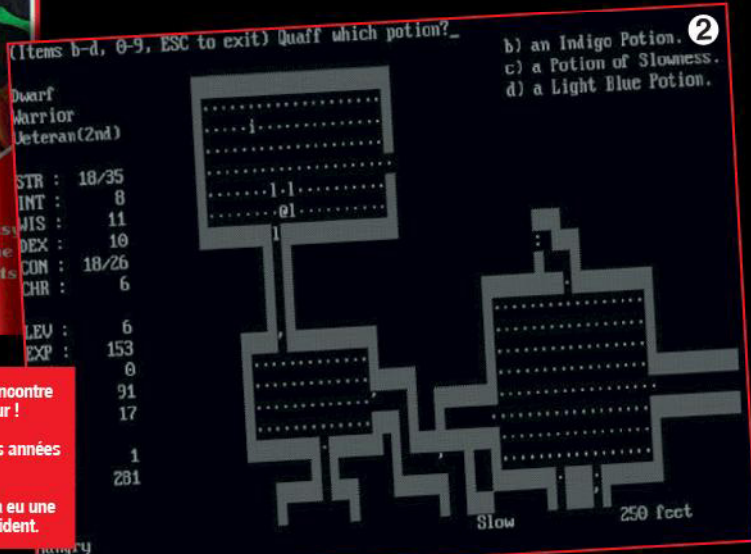 (Items b-d, 0-9, ESC to exit) Quaff which potion?_
2
b) an Indigo Potion.
c) a Potion of Slowness.
d) a Light Blue Potion.
Dwarf
Warrior
Veteran(2nd)
STR : 18/35
INT : 8
WIS : 11
DEX : 10
CON : 18/26
CHR : 6
LEV : 6
EXP : 153
0
91
17
1
281
ncontre
ur !
s années
eu une
ident.
Slow
250 feet